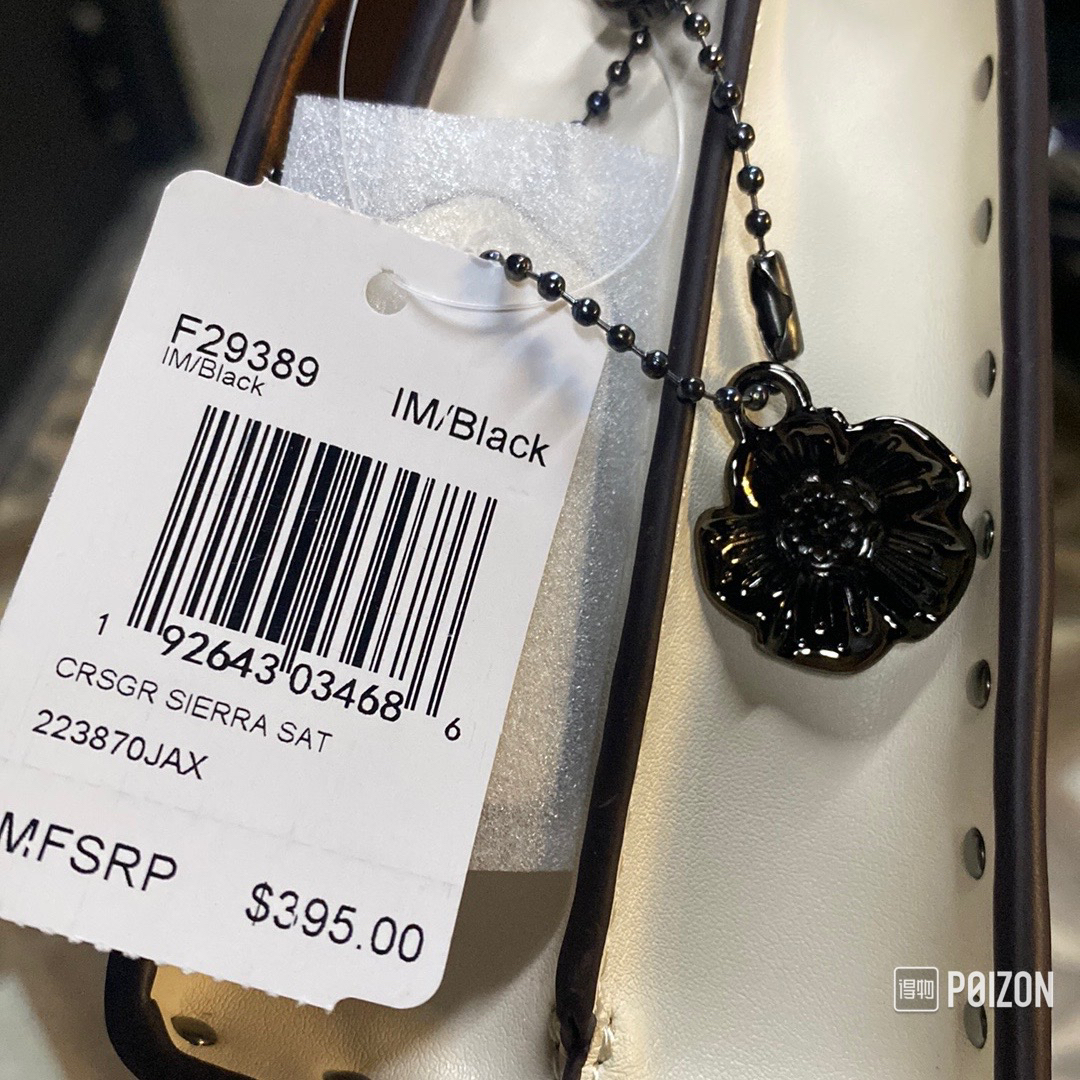 F29389
IM/Black
IM/Black
1 92643 03468 6
CRSGR SIERRA SAT
223870JAX
MFSRP $395.00
得物 POIZON